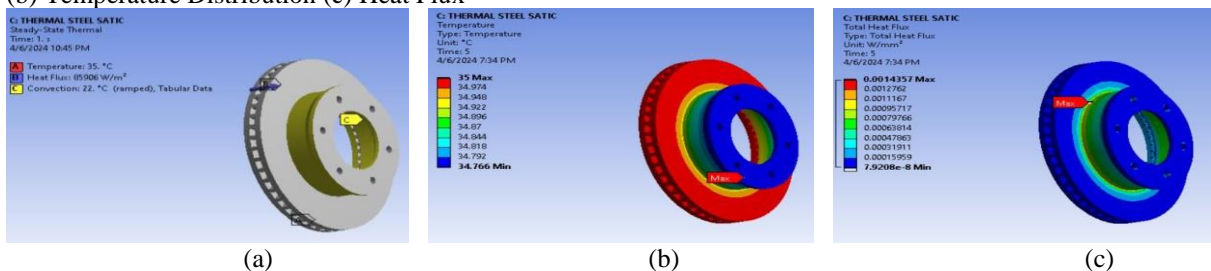 (b) Temperature Distribution (c) Heat Flux
C: THERMAL STEEL SATIC
Steady-State Thermal
Time: 1. s
4/6/2024 10:45 PM
A Temperature: 35. °C
B Heat Flux: 85906 W/m²
C Convection: 22. °C (ramped), Tabular Data
C
C: THERMAL STEEL SATIC
Temperature
Type: Temperature
Unit: °C
Time: 5
4/6/2024 7:34 PM
35 Max
34.974
34.948
34.922
34.896
34.87
34.844
34.818
34.792
34.766 Min
Max
C: THERMAL STEEL SATIC
Total Heat Flux
Type: Total Heat Flux
Unit: W/mm²
Time: 5
4/6/2024 7:34 PM
0.0014357 Max
0.0012762
0.0011167
0.00095717
0.00079766
0.00063814
0.00047863
0.00031911
0.00015959
7.9208e-8 Min
Max
(a)
(b)
(c)